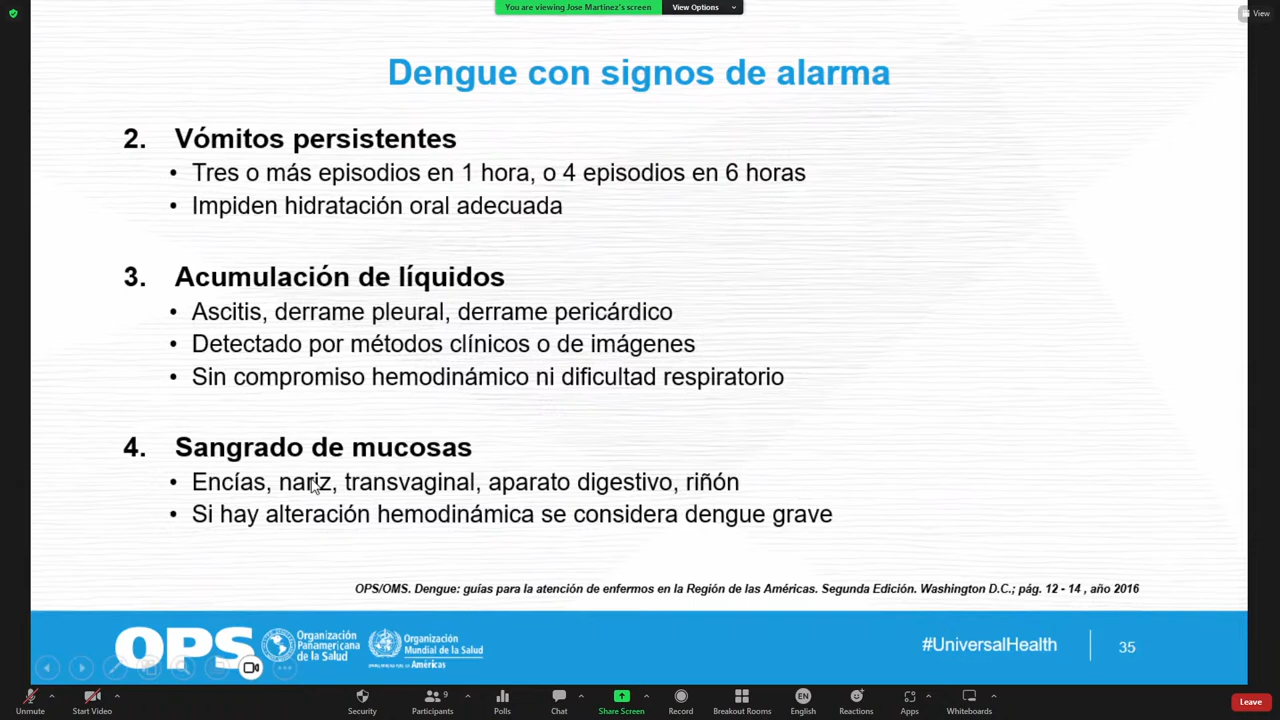 You are viewing Jose Martinez's screen
View Options
View
Dengue con signos de alarma
2. Vómitos persistentes
• Tres o más episodios en 1 hora, o 4 episodios en 6 horas
• Impiden hidratación oral adecuada
3. Acumulación de líquidos
• Ascitis, derrame pleural, derrame pericárdico
• Detectado por métodos clínicos o de imágenes
• Sin compromiso hemodinámico ni dificultad respiratorio
4. Sangrado de mucosas
• Encías, nariz, transvaginal, aparato digestivo, riñón
• Si hay alteración hemodinámica se considera dengue grave
OPS/OMS. Dengue: guías para la atención de enfermos en la Región de las Américas. Segunda Edición. Washington D.C.; pág. 12 - 14 , año 2016
OPS
Organización
Panamericana
de la Salud
Organización
Mundial de la Salud
Américas
#UniversalHealth
35
Unmute
Start Video
Security
Participants
9
Polls
Chat
Share Screen
Record
Breakout Rooms
EN
English
Reactions
Apps
Whiteboards
Leave